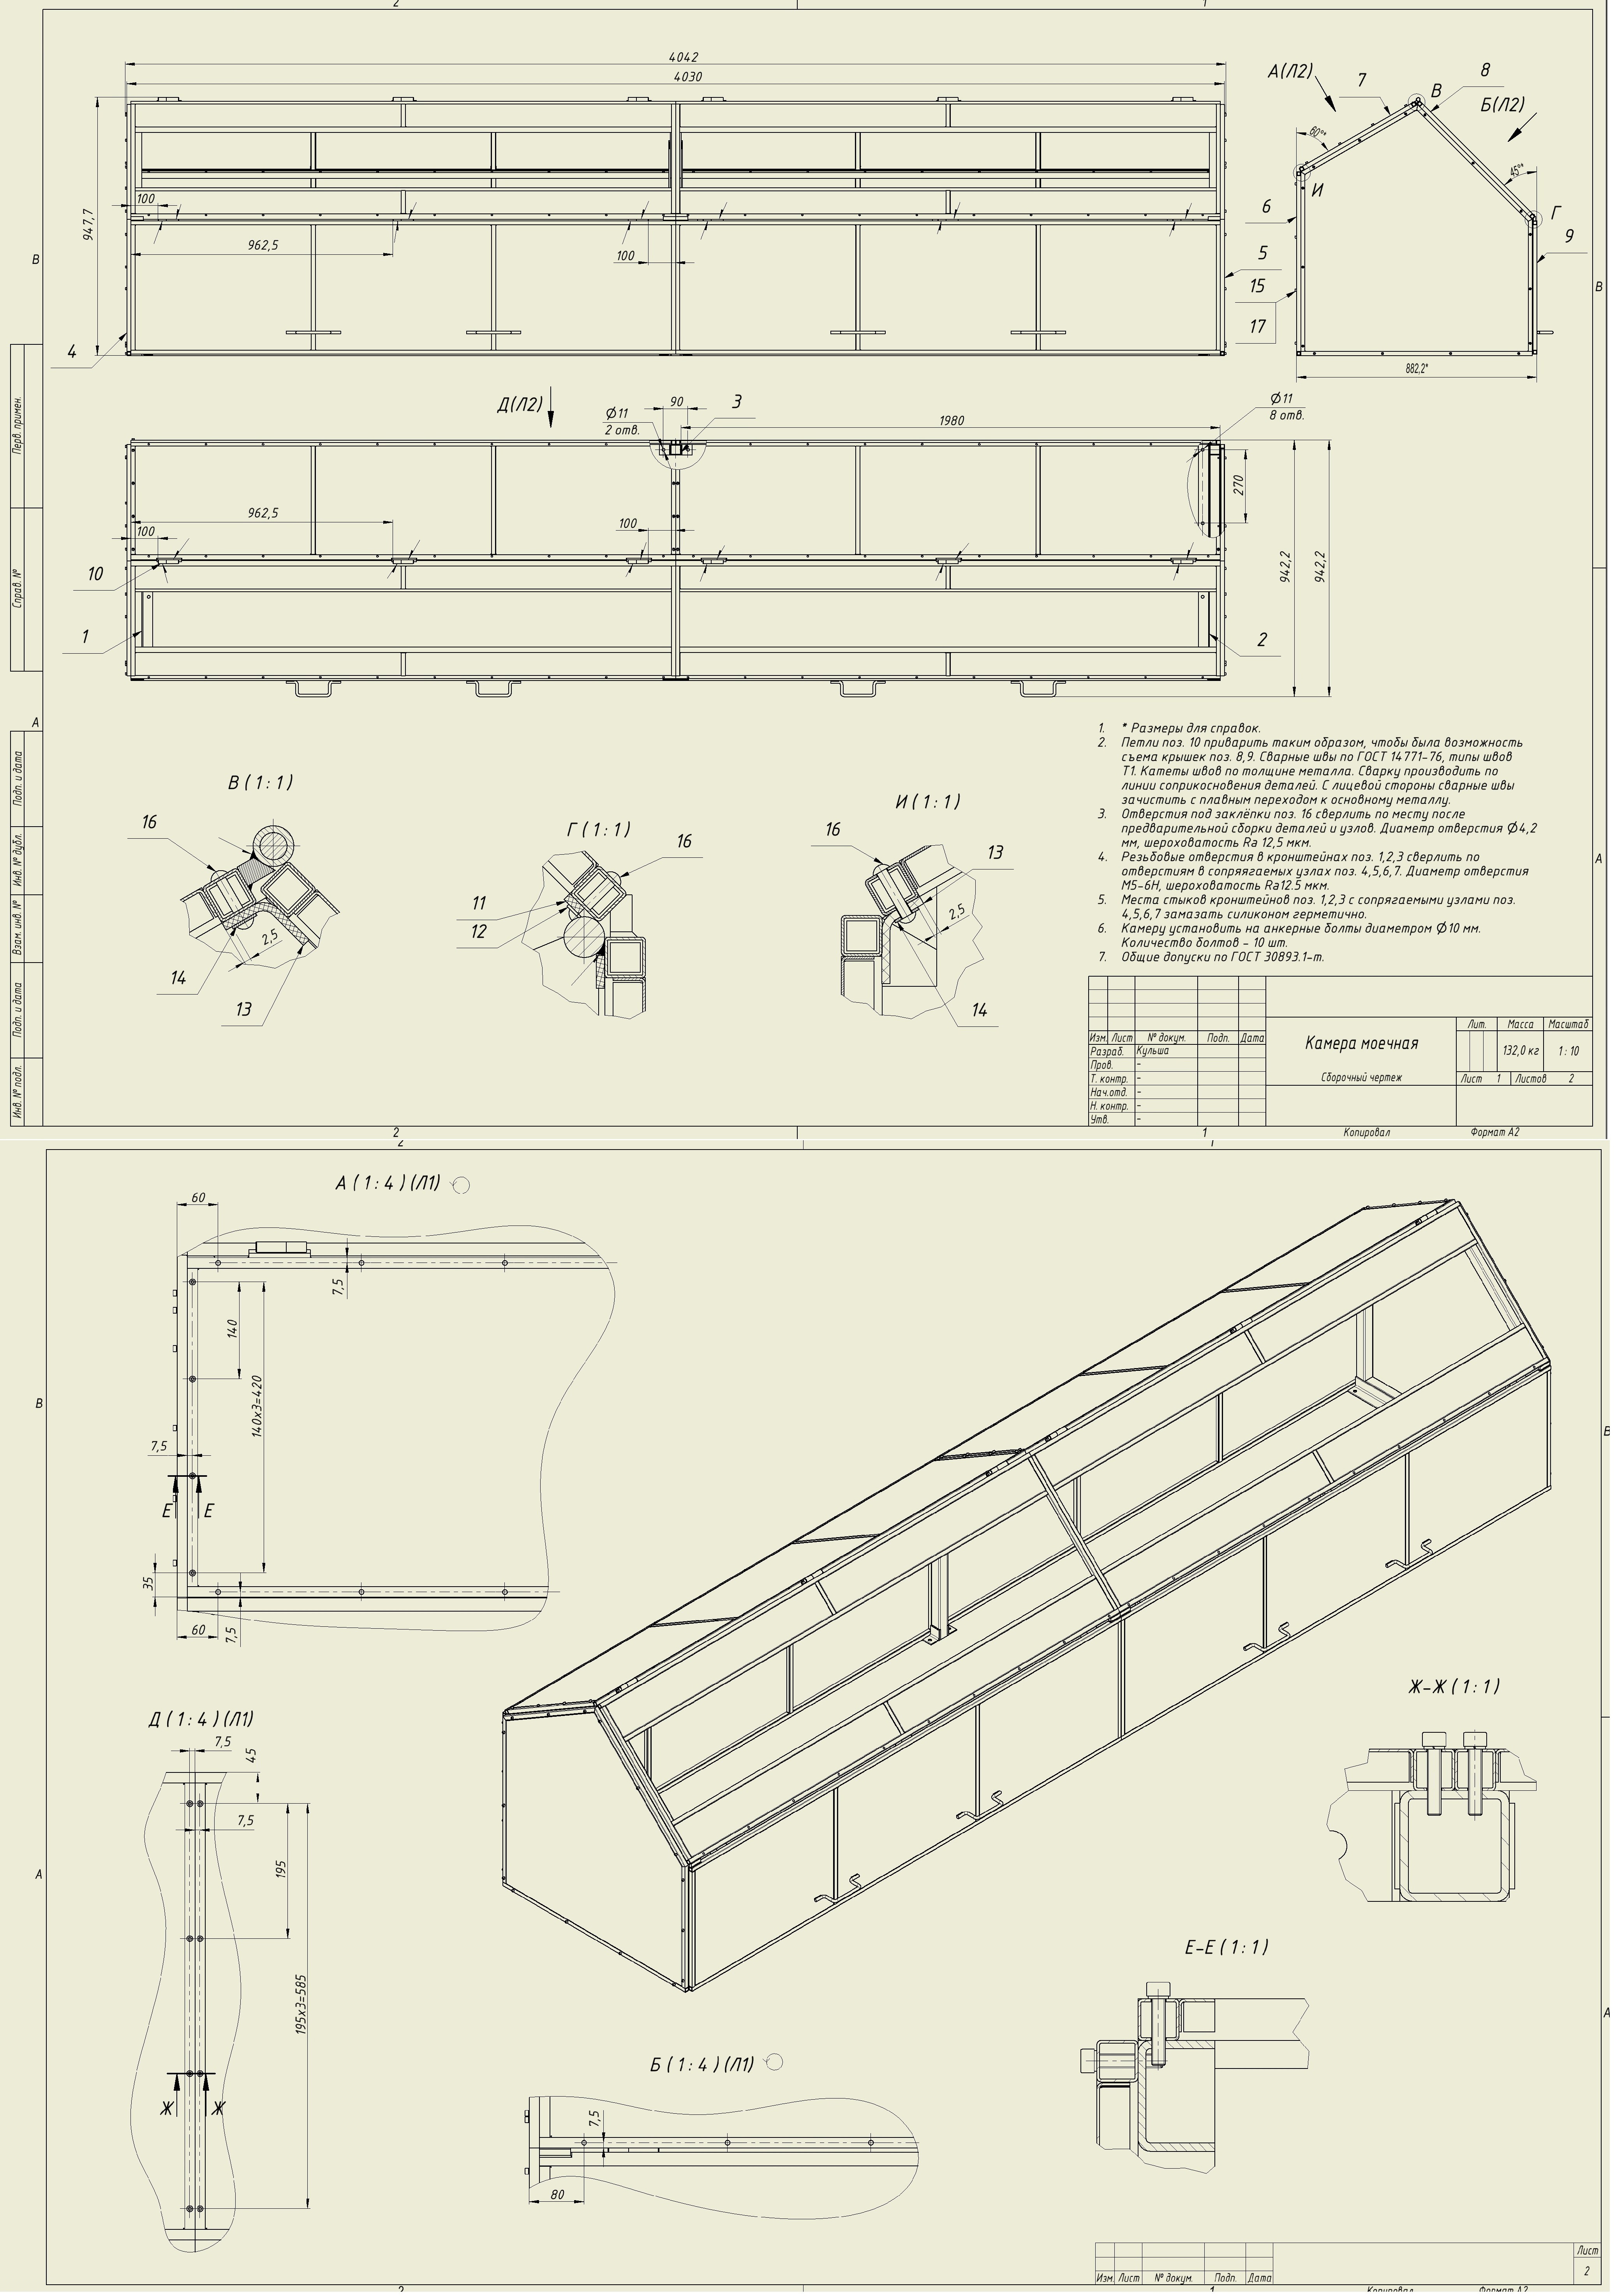 2
1
4042
4030
947,7
100
962,5
100
4
5
А(Л2)
7
В
8
Б(Л2)
60°*
45°*
И
Г
6
9
15
17
882,2*
Д(Л2)
Ø11
2 отв.
90
3
1980
Ø11
8 отв.
270
962,5
100
100
942,2
942,2
10
1
2
В
В
А
А
Перв. примен.
Справ. №
Подп. и дата
Инв. № дубл.
Взам. инв. №
Подп. и дата
Инв. № подл.
В ( 1 : 1 )
16
2,5
14
13
Г ( 1 : 1 )
16
11
12
И ( 1 : 1 )
16
13
2,5
14
1. * Размеры для справок.
2. Петли поз. 10 приварить таким образом, чтобы была возможность
съема крышек поз. 8,9. Сварные швы по ГОСТ 14771-76, типы швов
Т1. Катеты швов по толщине металла. Сварку производить по
линии соприкосновения деталей. С лицевой стороны сварные швы
зачистить с плавным переходом к основному металлу.
3. Отверстия под заклёпки поз. 16 сверлить по месту после
предварительной сборки деталей и узлов. Диаметр отверстия Ø4,2
мм, шероховатость Ra 12,5 мкм.
4. Резьбовые отверстия в кронштейнах поз. 1,2,3 сверлить по
отверстиям в сопряягаемых узлах поз. 4,5,6,7. Диаметр отверстия
М5-6Н, шероховатость Ra12.5 мкм.
5. Места стыков кронштейнов поз. 1,2,3 с сопрягаемыми узлами поз.
4,5,6,7 замазать силиконом герметично.
6. Камеру установить на анкерные болты диаметром Ø10 мм.
Количество болтов - 10 шт.
7. Общие допуски по ГОСТ 30893.1-m.
Изм. Лист № докум. Подп. Дата
Разраб. Кульша
Пров. -
Т. контр. -
Нач.отд. -
Н. контр. -
Утв. -
Камера моечная
Сборочный чертеж
Лит. Масса Масштаб
132,0 кг 1 : 10
Лист 1 Листов 2
2
1
Копировал Формат А2
2
1
А ( 1 : 4 ) (Л1)
60
7,5
140
140х3=420
7,5
Е Е
35
60
7,5
В
В
А
А
Д ( 1 : 4 ) (Л1)
7,5
45
7,5
195
195х3=585
Ж Ж
Ж-Ж ( 1 : 1 )
Е-Е ( 1 : 1 )
Б ( 1 : 4 ) (Л1)
7,5
80
Изм. Лист № докум. Подп. Дата
Лист
2
2
1
Копировал Формат А2